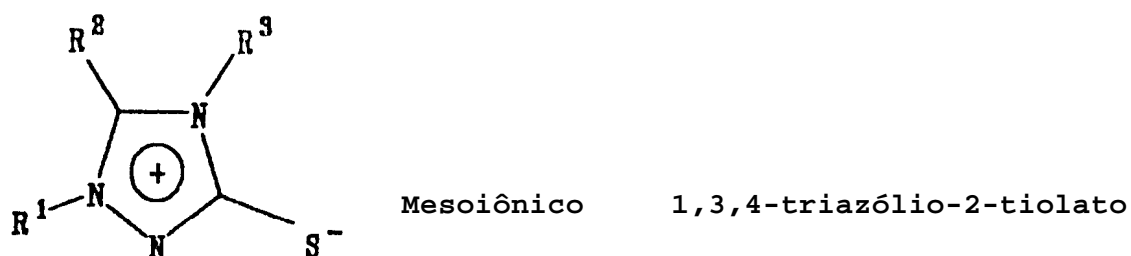 R² R³
N
+
R¹ N
N S⁻
Mesoiônico 1,3,4-triazólio-2-tiolato